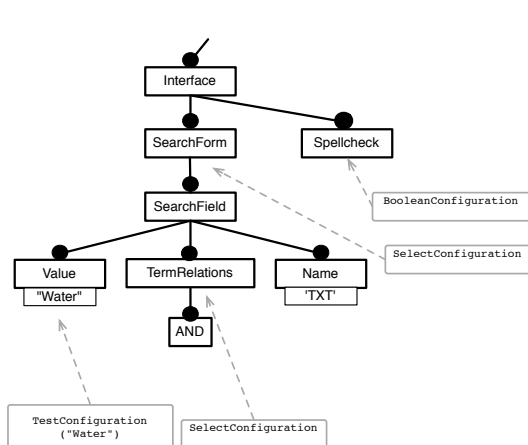 Interface
SearchForm
Spellcheck
BooleanConfiguration
SearchField
SelectConfiguration
Value
TermRelations
Name
"Water"
'TXT'
AND
TestConfiguration
("Water")
SelectConfiguration